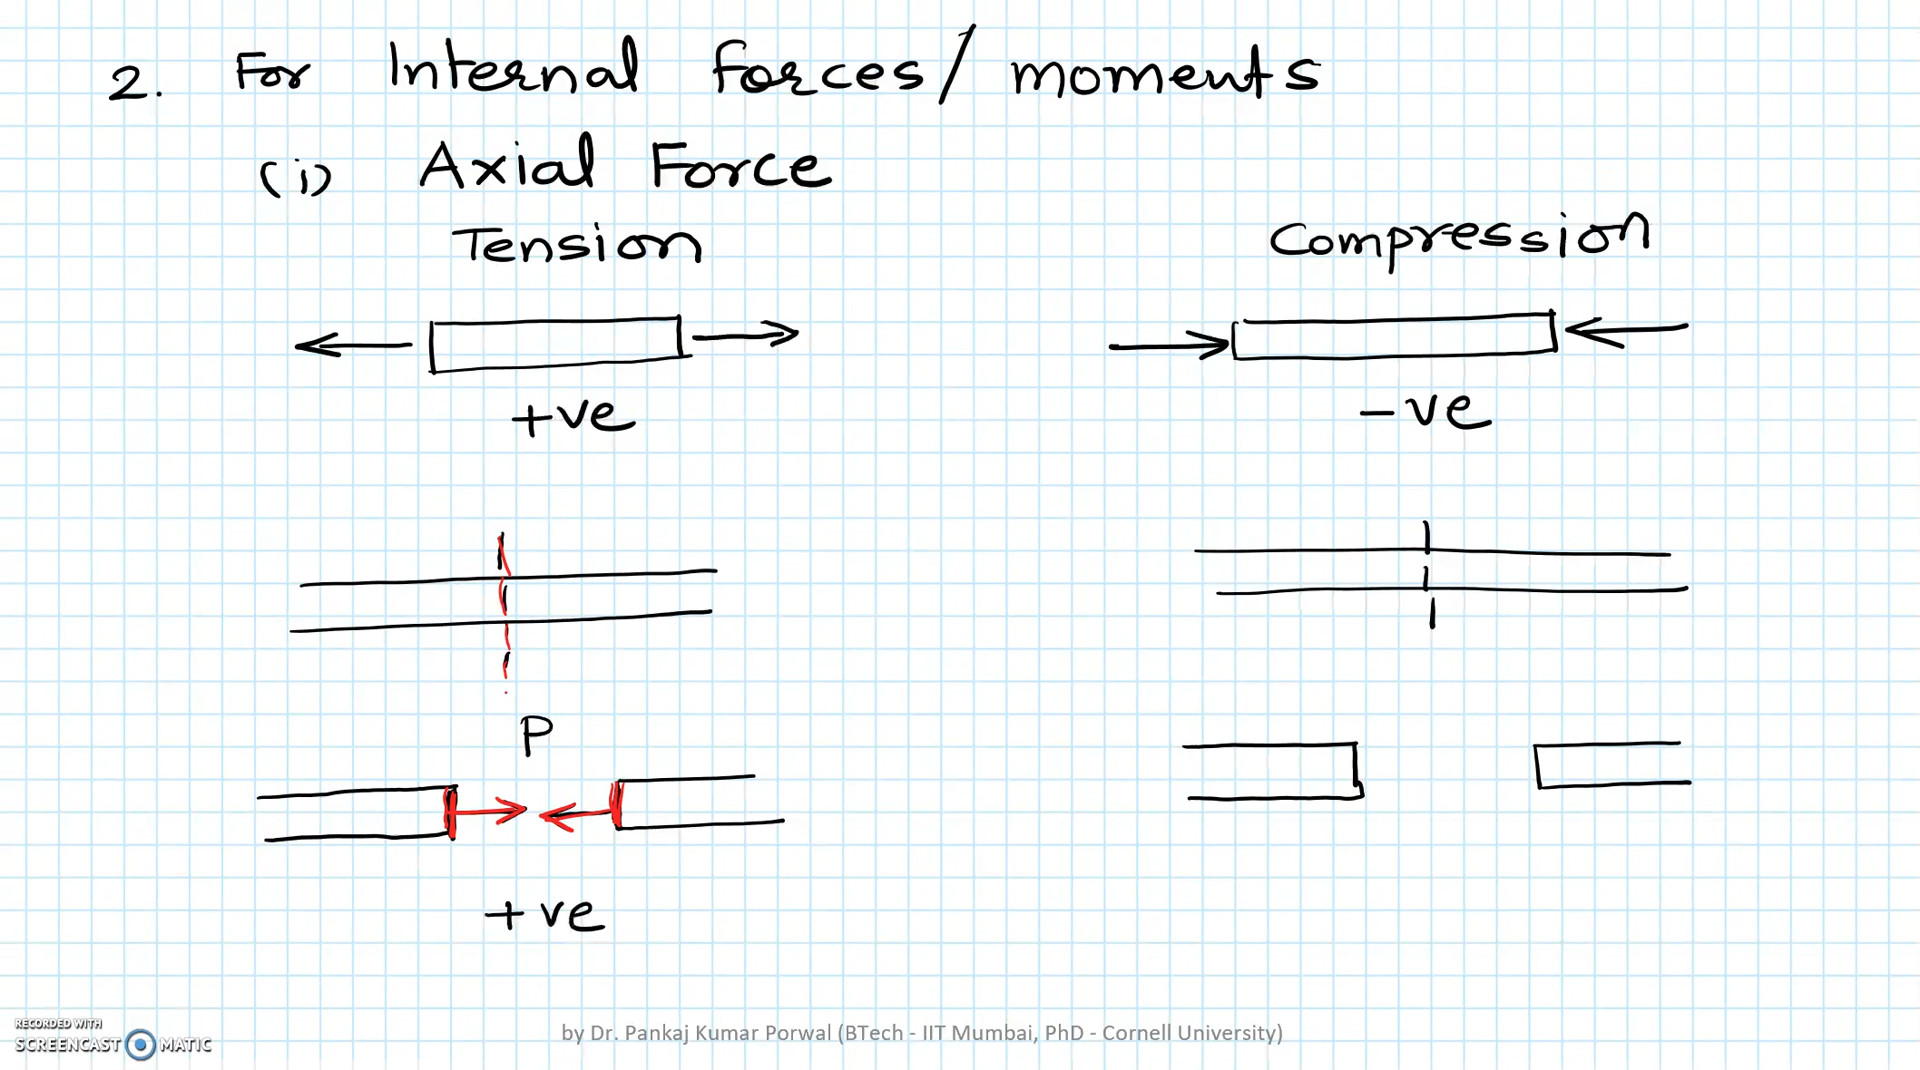 2. For Internal forces/moments
(i) Axial Force
Tension
Compression
+ve
-ve
P
+ve
RECORDED WITH
SCREENCAST MATIC
by Dr. Pankaj Kumar Porwal (BTech - IIT Mumbai, PhD - Cornell University)